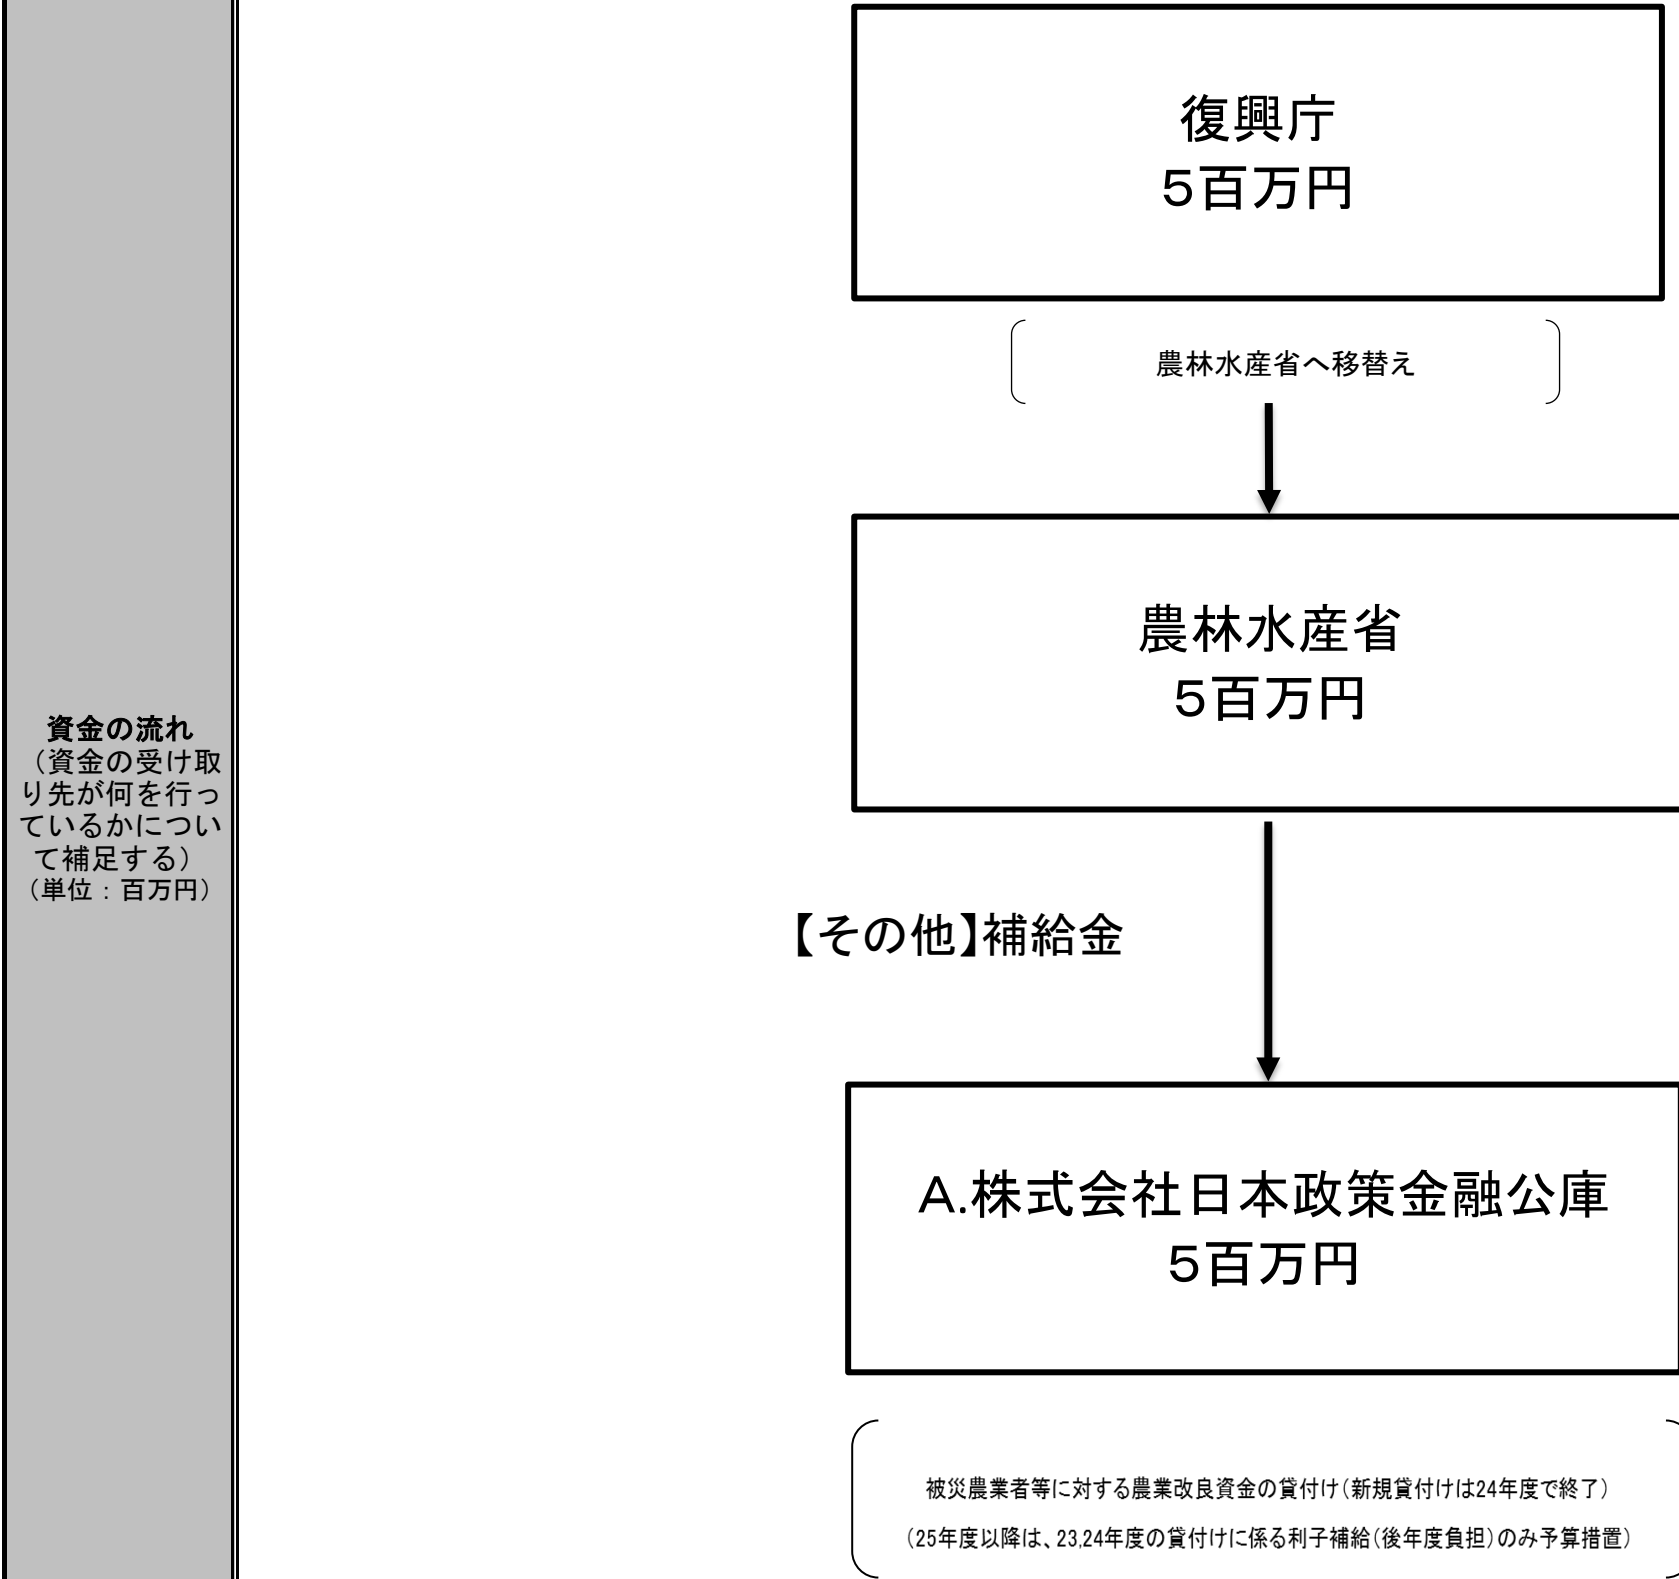 資金の流れ
（資金の受け取
り先が何を行っ
ているかについ
て補足する）
（単位：百万円）
復興庁
５百万円
農林水産省へ移替え
農林水産省
５百万円
【その他】補給金
A.株式会社日本政策金融公庫
５百万円
被災農業者等に対する農業改良資金の貸付け（新規貸付けは24年度で終了）
（25年度以降は、23,24年度の貸付けに係る利子補給（後年度負担）のみ予算措置）